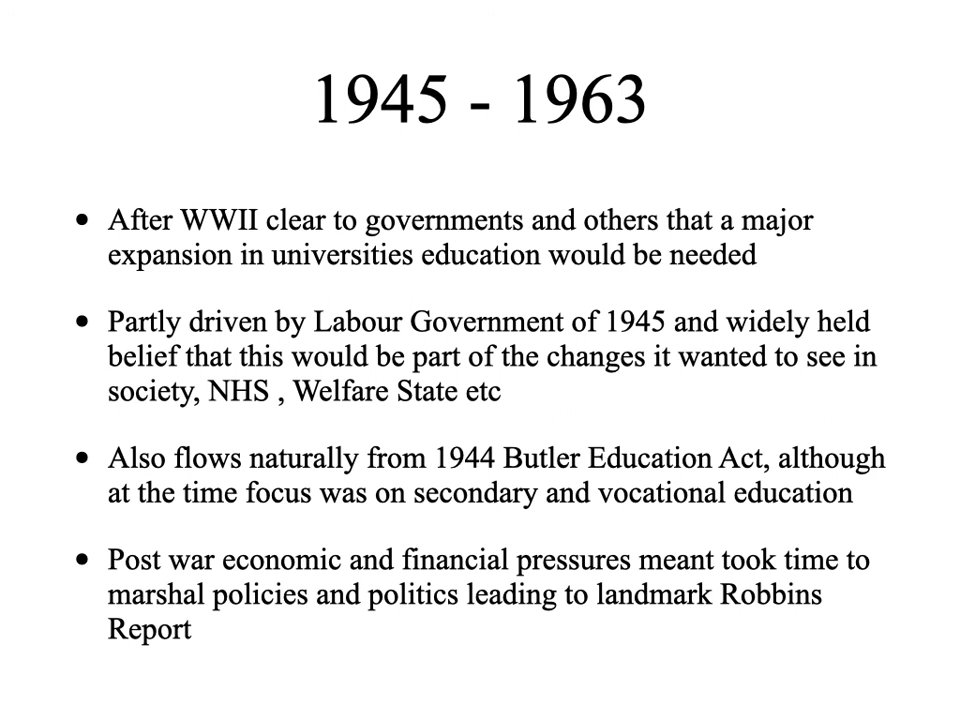 1945 - 1963
• After WWII clear to governments and others that a major
expansion in universities education would be needed
• Partly driven by Labour Government of 1945 and widely held
belief that this would be part of the changes it wanted to see in
society, NHS , Welfare State etc
• Also flows naturally from 1944 Butler Education Act, although
at the time focus was on secondary and vocational education
• Post war economic and financial pressures meant took time to
marshal policies and politics leading to landmark Robbins
Report